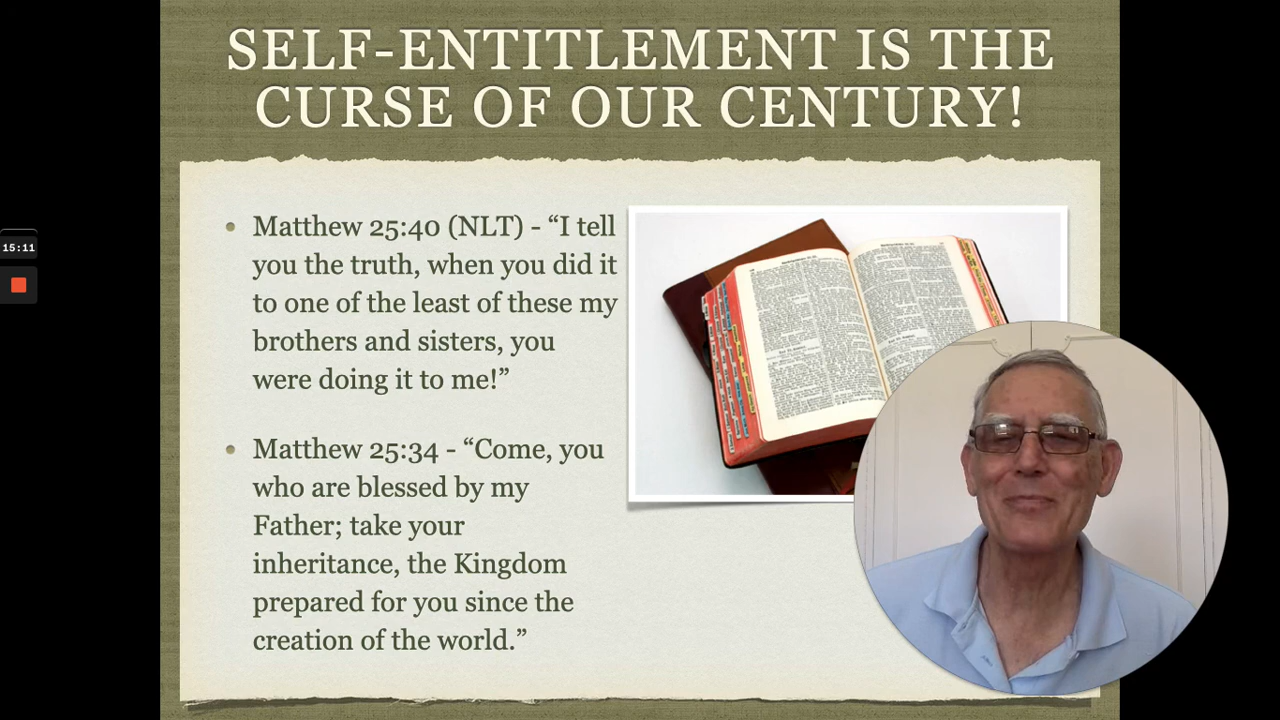 SELF-ENTITLEMENT IS THE
CURSE OF OUR CENTURY!
• Matthew 25:40 (NLT) - “I tell
you the truth, when you did it
to one of the least of these my
brothers and sisters, you
were doing it to me!”
• Matthew 25:34 - “Come, you
who are blessed by my
Father; take your
inheritance, the Kingdom
prepared for you since the
creation of the world.”
15:11